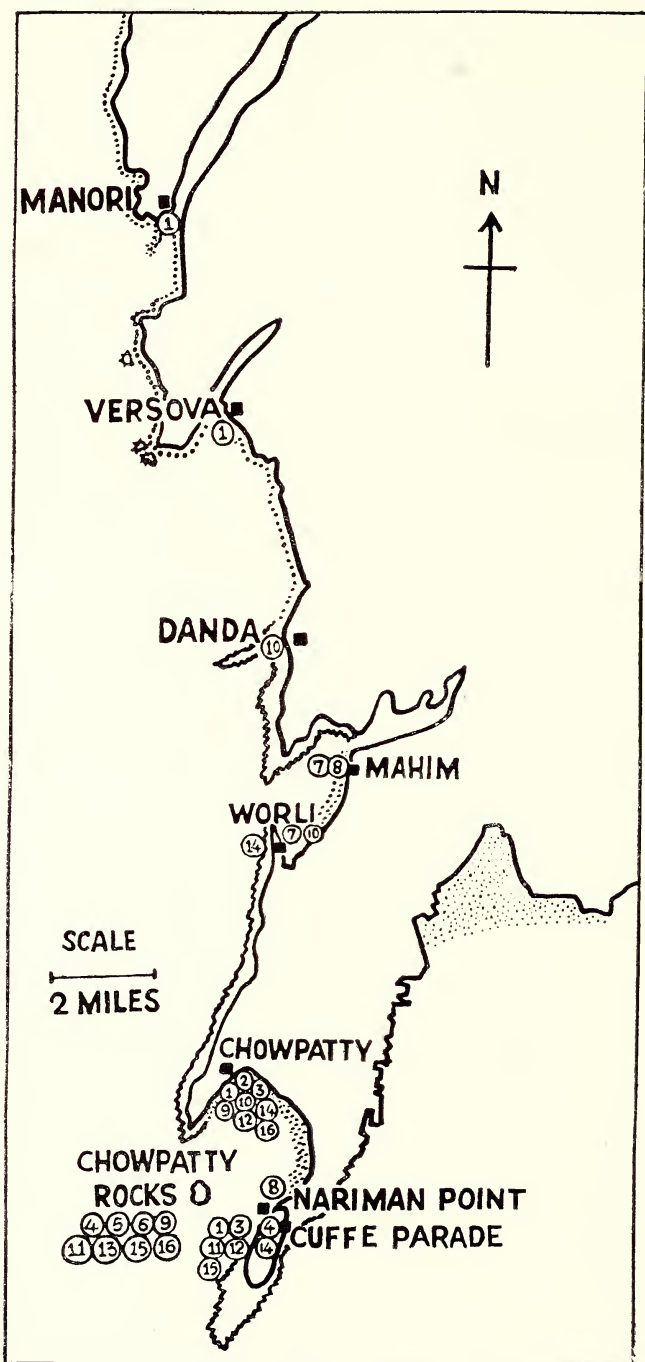 MANORI
1
N
VERSOVA
1
DANDA
10
7 8 MAHIM
WORLI
14 7 10
SCALE
2 MILES
CHOWPATTY
2
1 3
9 10 14
12
16
CHOWPATTY
ROCKS
4 5 6 9
11 13 15 16
8
NARIMAN POINT
1 3 4
CUFFE PARADE
11 12 14
15